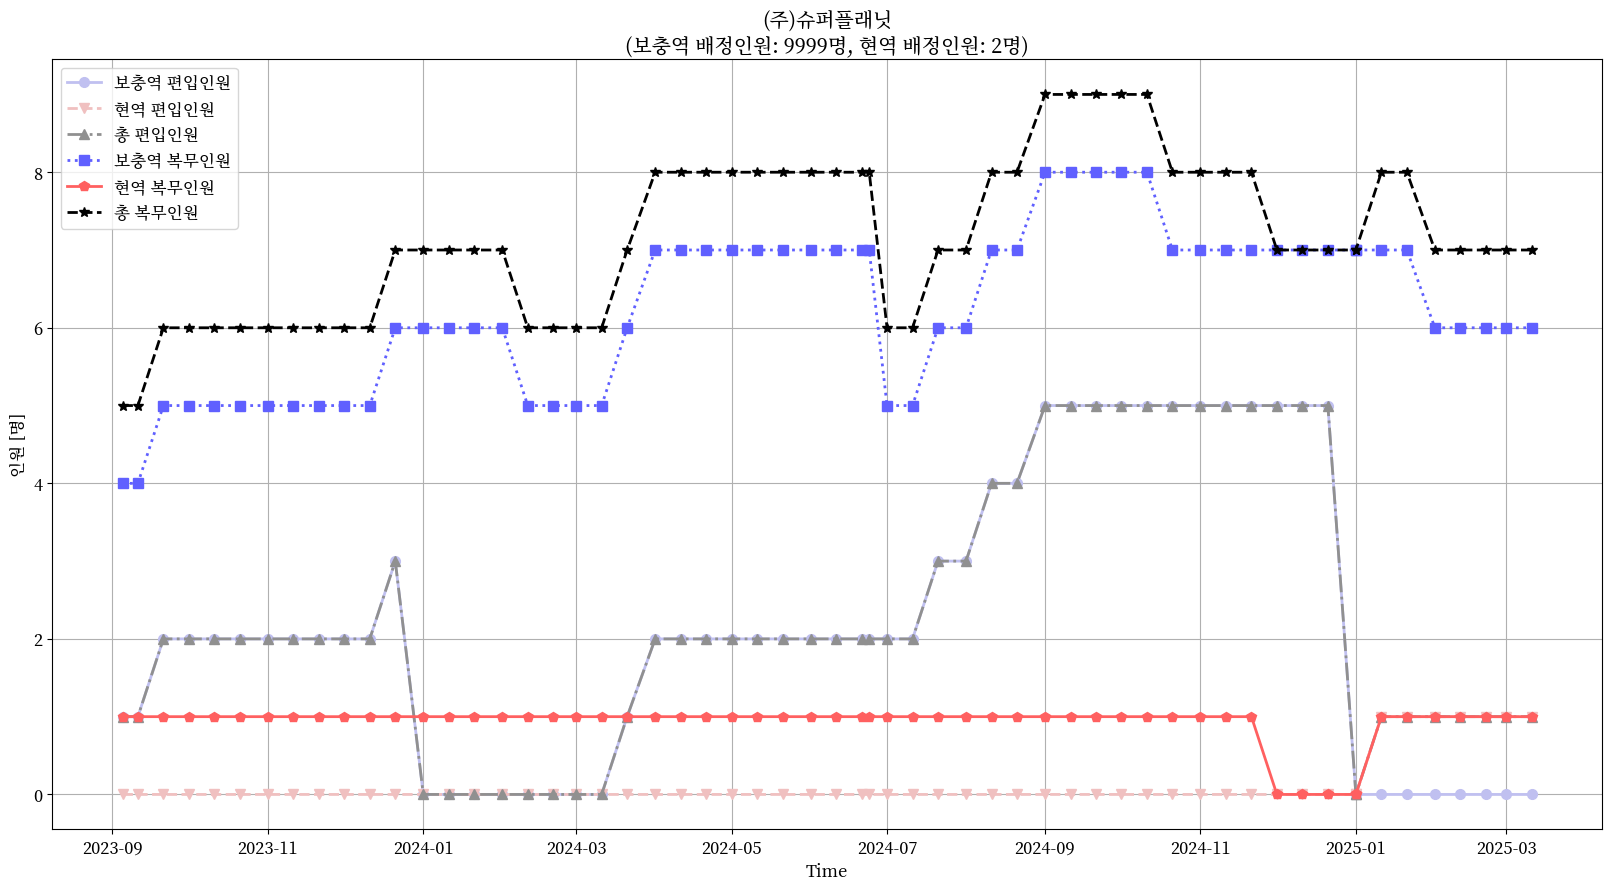 (주)슈퍼플래닛
(보충역 배정인원: 9999명, 현역 배정인원: 2명)
보충역 편입인원
현역 편입인원
총 편입인원
보충역 복무인원
현역 복무인원
총 복무인원
인원 [명]
8
6
4
2
0
2023-09 2023-11 2024-01 2024-03 2024-05 2024-07 2024-09 2024-11 2025-01 2025-03
Time